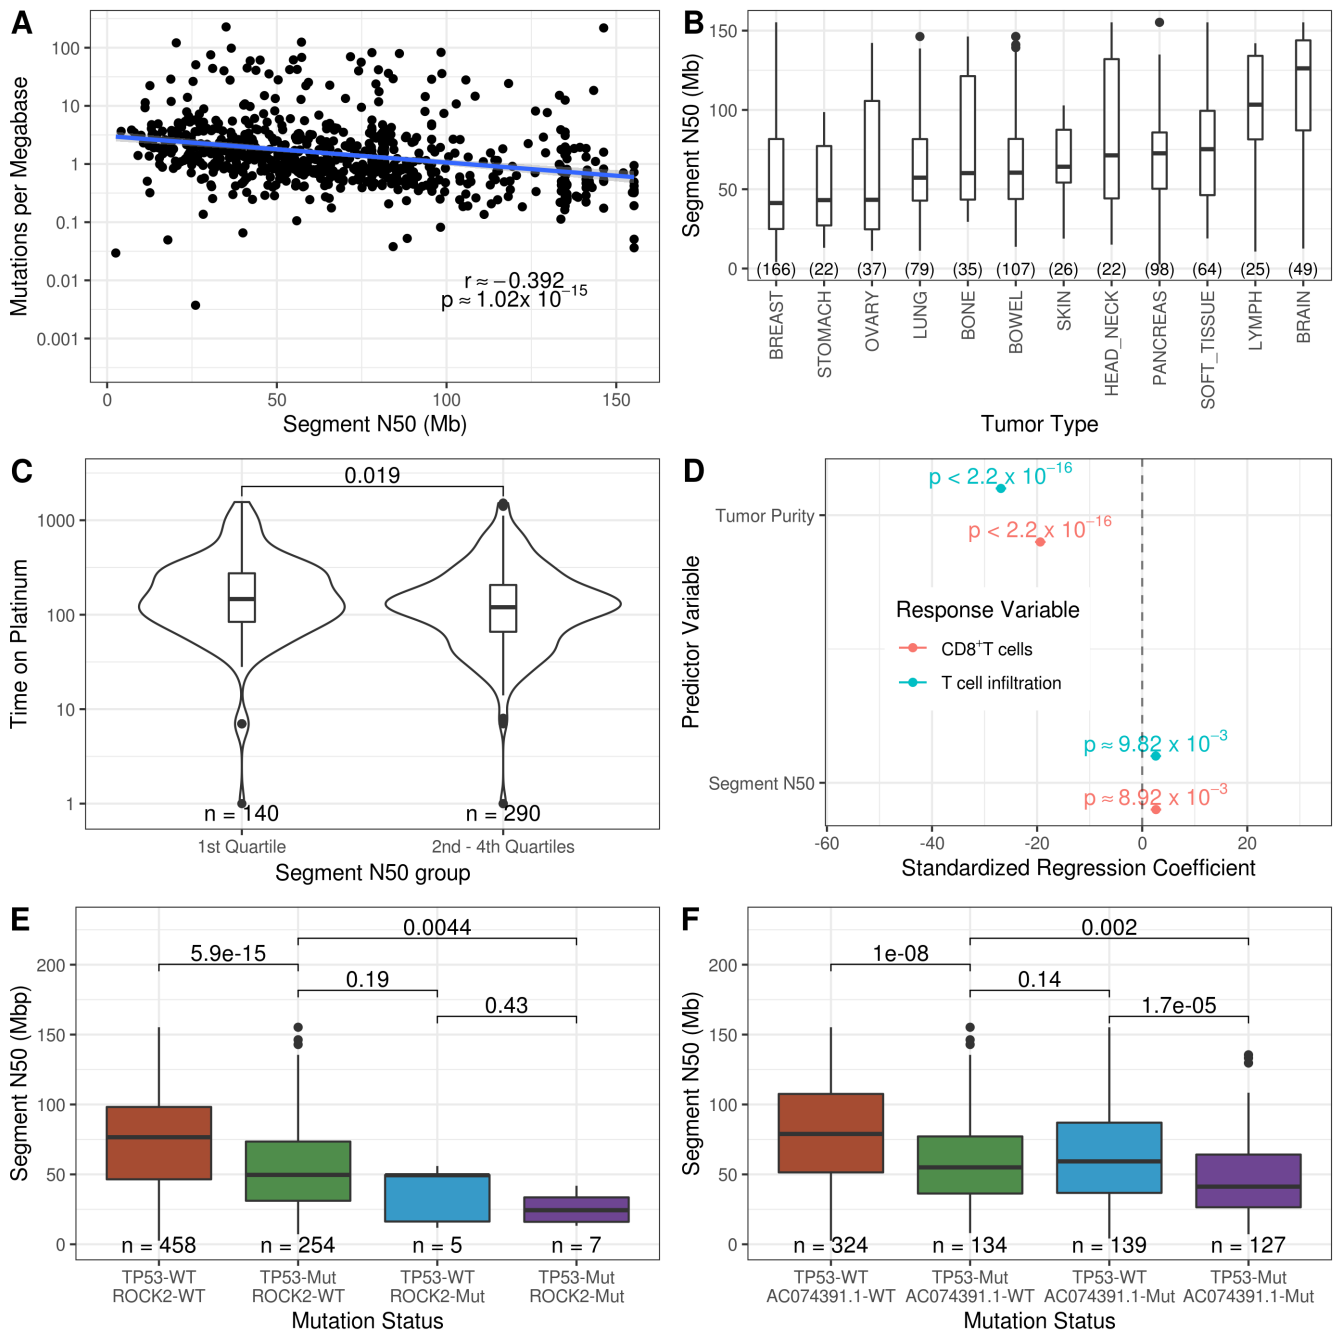 A
Mutations per Megabase
100
10
1
0.1
0.01
0.001
r ≈ −0.392
p ≈ 1.02x 10⁻¹⁵
0 50 100 150
Segment N50 (Mb)
B
Segment N50 (Mb)
150
100
50
0
(166) (22) (37) (79) (35) (107) (26) (22) (98) (64) (25) (49)
BREAST STOMACH OVARY LUNG BONE BOWEL SKIN HEAD_NECK PANCREAS SOFT_TISSUE LYMPH BRAIN
Tumor Type
C
Time on Platinum
1000
100
10
1
0.019
n = 140 n = 290
1st Quartile 2nd - 4th Quartiles
Segment N50 group
D
Predictor Variable
p < 2.2 x 10⁻¹⁶
Tumor Purity
p < 2.2 x 10⁻¹⁶
Response Variable
CD8⁺T cells
T cell infiltration
p ≈ 9.82 x 10⁻³
Segment N50
p ≈ 8.92 x 10⁻³
-60 -40 -20 0 20
Standardized Regression Coefficient
E
Segment N50 (Mbp)
200
150
100
50
0
0.0044
5.9e-15
0.19
0.43
n = 458 n = 254 n = 5 n = 7
TP53-WT TP53-Mut TP53-WT TP53-Mut
ROCK2-WT ROCK2-WT ROCK2-Mut ROCK2-Mut
Mutation Status
F
Segment N50 (Mb)
200
150
100
50
0
0.002
1e-08
0.14
1.7e-05
n = 324 n = 134 n = 139 n = 127
TP53-WT TP53-Mut TP53-WT TP53-Mut
AC074391.1-WT AC074391.1-WT AC074391.1-Mut AC074391.1-Mut
Mutation Status